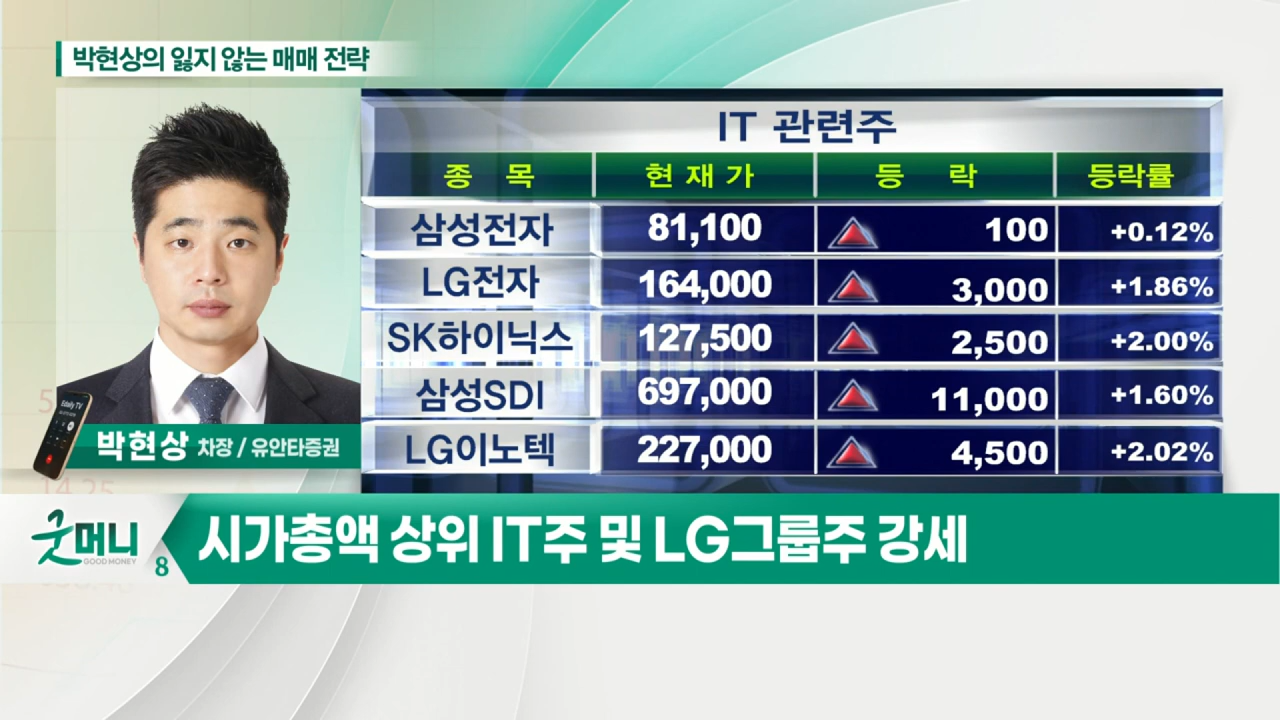 박현상의 잃지 않는 매매 전략
IT 관련주
종 목 현 재 가 등 락 등락률
삼성전자 81,100 100 +0.12%
LG전자 164,000 3,000 +1.86%
SK하이닉스 127,500 2,500 +2.00%
삼성SDI 697,000 11,000 +1.60%
LG이노텍 227,000 4,500 +2.02%
Edaily TV
박현상 차장 / 유안타증권
14.25
굿머니
GOOD MONEY
8
시가총액 상위 IT주 및 LG그룹주 강세